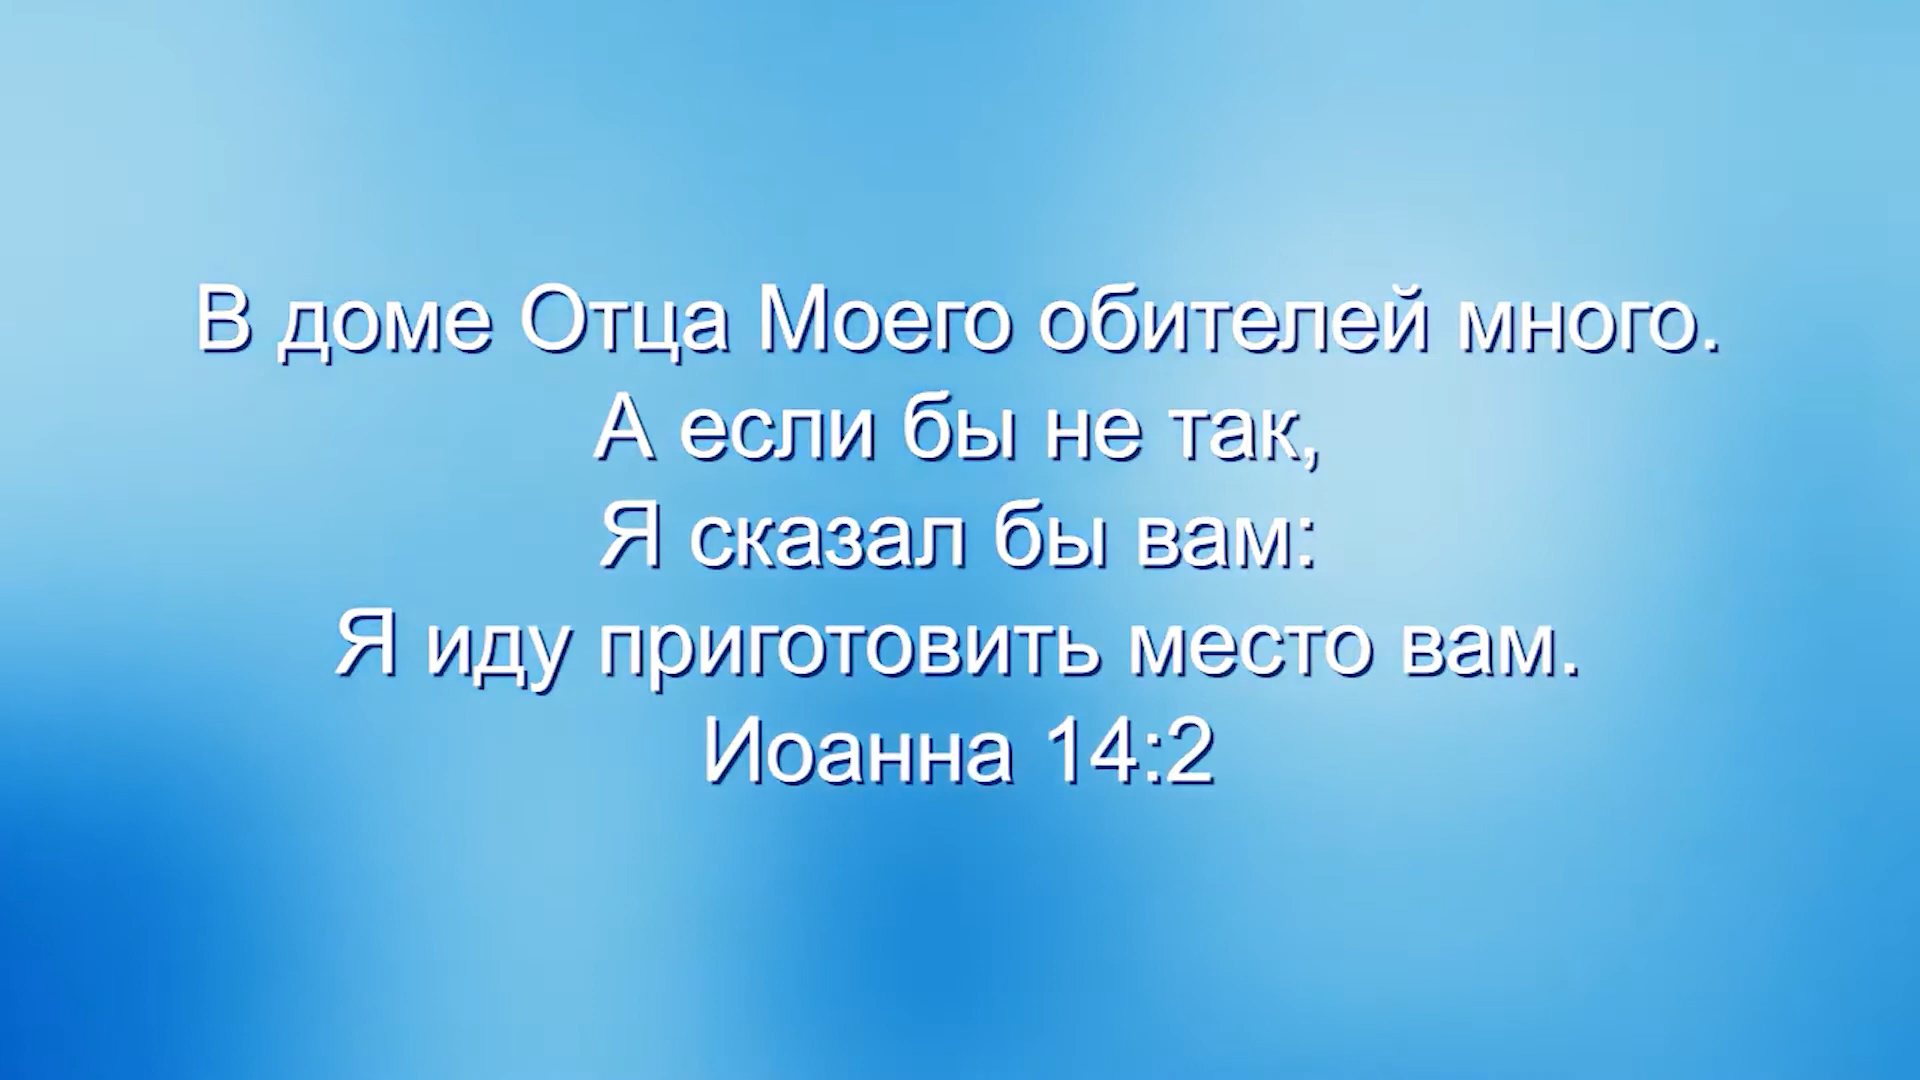 В доме Отца Моего обителей много.
А если бы не так,
Я сказал бы вам:
Я иду приготовить место вам.
Иоанна 14:2